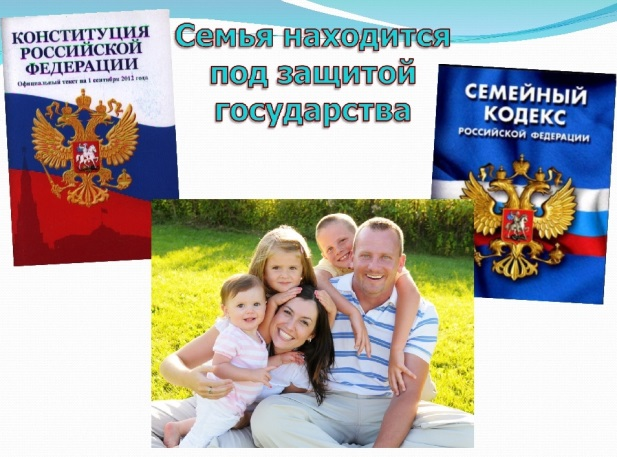 КОНСТИТУЦИЯ
РОССИЙСКОЙ
ФЕДЕРАЦИИ
Официальный текст на 1 сентября 2012 года
Семья находится
под защитой
государства
СЕМЕЙНЫЙ
КОДЕКС
РОССИЙСКОЙ ФЕДЕРАЦИИ